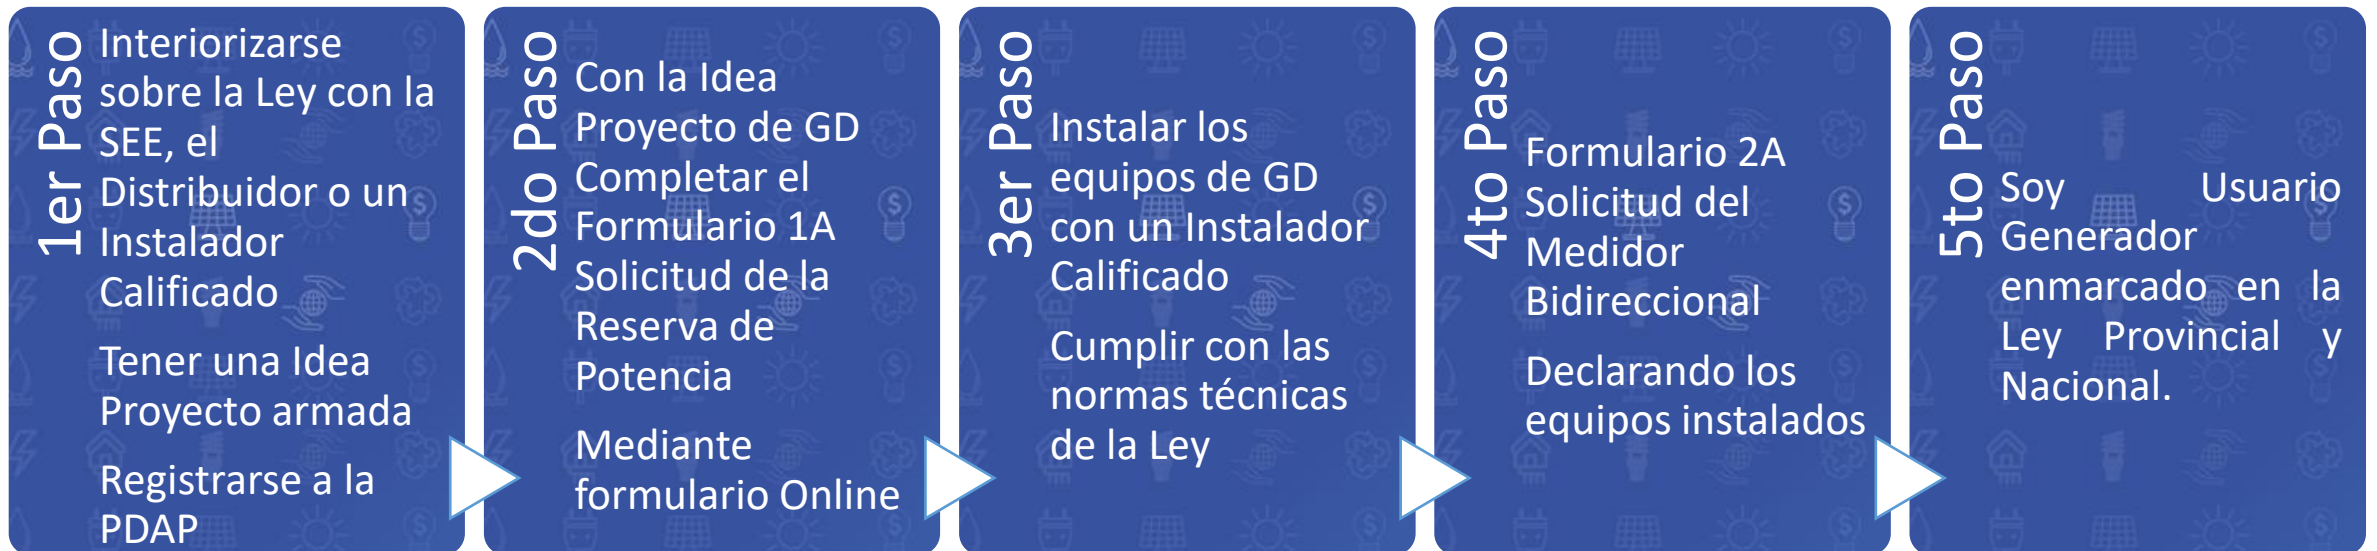 1er Paso
Interiorizarse
sobre la Ley con la
SEE, el
Distribuidor o un
Instalador
Calificado
Tener una Idea
Proyecto armada
Registrarse a la
PDAP
2do Paso
Con la Idea
Proyecto de GD
Completar el
Formulario 1A
Solicitud de la
Reserva de
Potencia
Mediante
formulario Online
3er Paso
Instalar los
equipos de GD
con un Instalador
Calificado
Cumplir con las
normas técnicas
de la Ley
4to Paso
Formulario 2A
Solicitud del
Medidor
Bidireccional
Declarando los
equipos instalados
5to Paso
Soy Usuario
Generador
enmarcado en la
Ley Provincial y
Nacional.